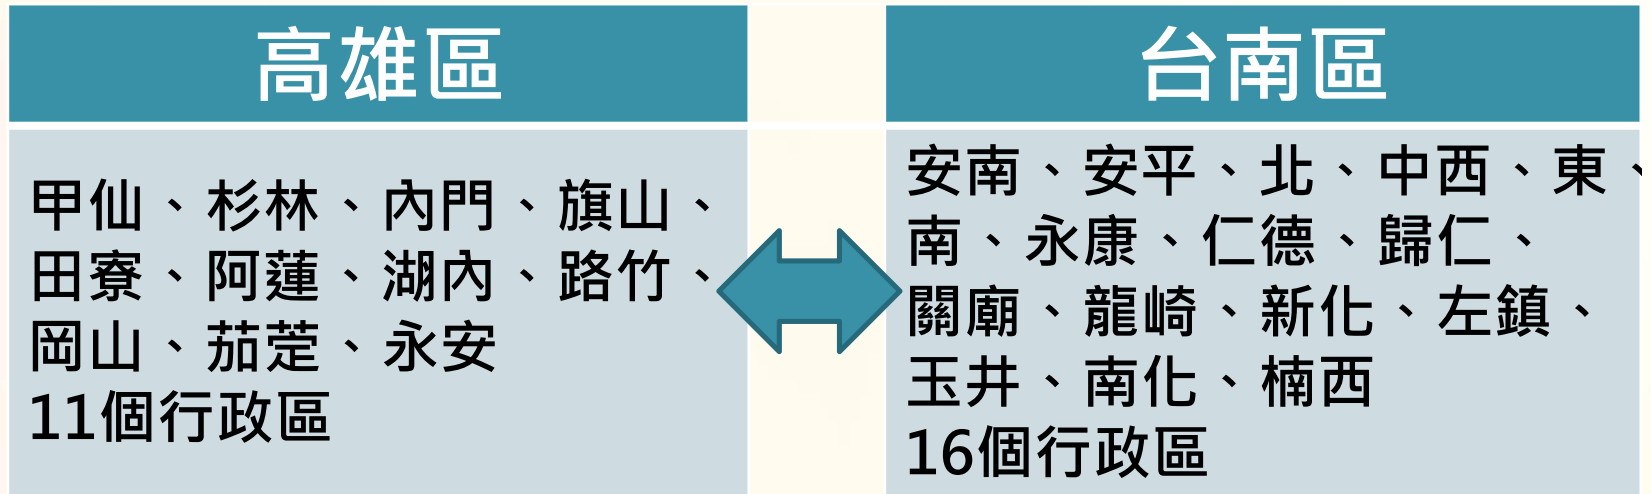 高雄區
甲仙、杉林、內門、旗山、
田寮、阿蓮、湖內、路竹、
岡山、茄萣、永安
11個行政區
台南區
安南、安平、北、中西、東、
南、永康、仁德、歸仁、
關廟、龍崎、新化、左鎮、
玉井、南化、楠西
16個行政區